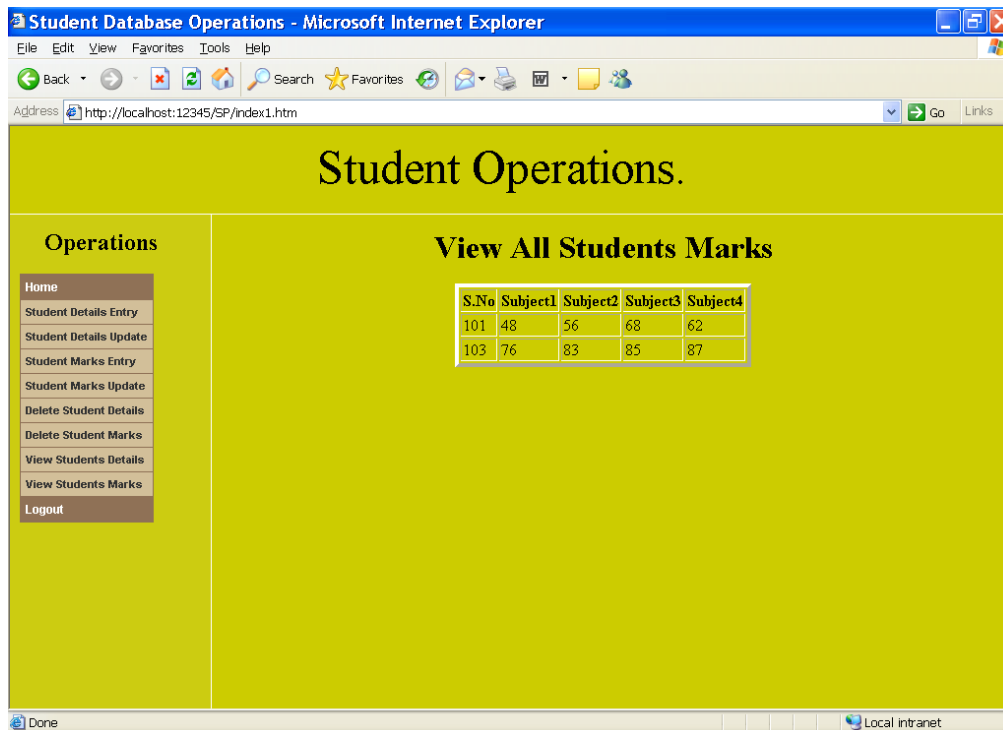 Student Database Operations - Microsoft Internet Explorer
File Edit View Favorites Tools Help
Back Search Favorites
Address http://localhost:12345/SP/index1.htm Go Links
Student Operations.
Operations
Home
Student Details Entry
Student Details Update
Student Marks Entry
Student Marks Update
Delete Student Details
Delete Student Marks
View Students Details
View Students Marks
Logout
View All Students Marks
S.No Subject1 Subject2 Subject3 Subject4
101 48 56 68 62
103 76 83 85 87
Done Local intranet